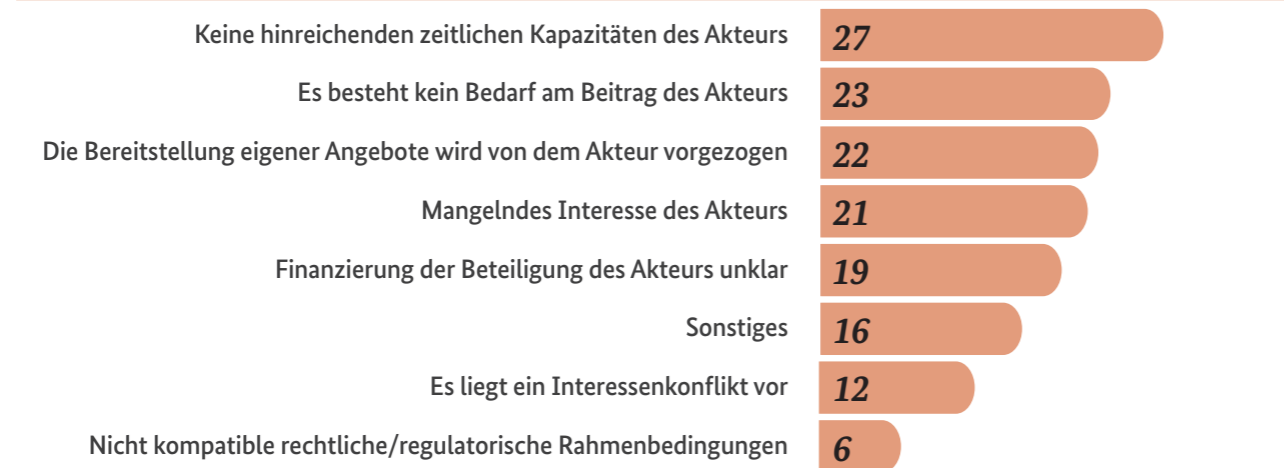 Keine hinreichenden zeitlichen Kapazitäten des Akteurs 27
Es besteht kein Bedarf am Beitrag des Akteurs 23
Die Bereitstellung eigener Angebote wird von dem Akteur vorgezogen 22
Mangelndes Interesse des Akteurs 21
Finanzierung der Beteiligung des Akteurs unklar 19
Sonstiges 16
Es liegt ein Interessenkonflikt vor 12
Nicht kompatible rechtliche/regulatorische Rahmenbedingungen 6